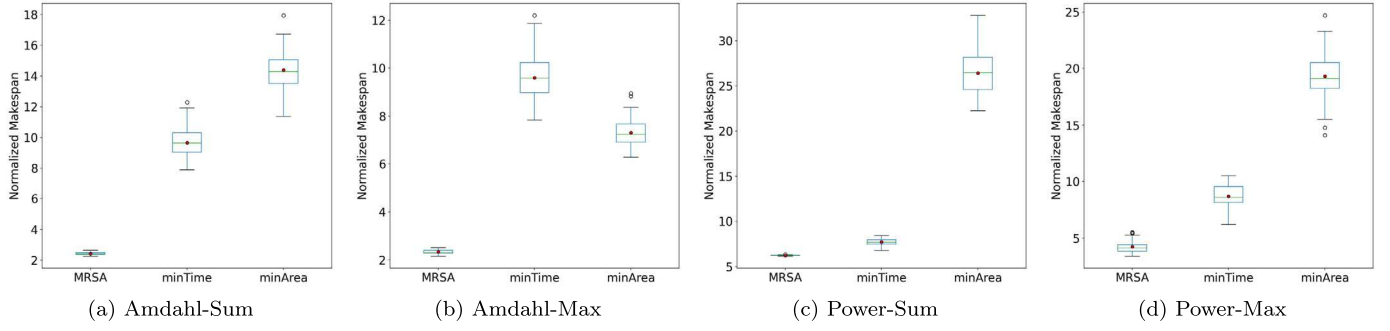 Normalized Makespan
18
16
14
12
10
8
6
4
2
MRSA minTime minArea
(a) Amdahl-Sum
Normalized Makespan
12
10
8
6
4
2
MRSA minTime minArea
(b) Amdahl-Max
Normalized Makespan
30
25
20
15
10
5
MRSA minTime minArea
(c) Power-Sum
Normalized Makespan
25
20
15
10
5
MRSA minTime minArea
(d) Power-Max